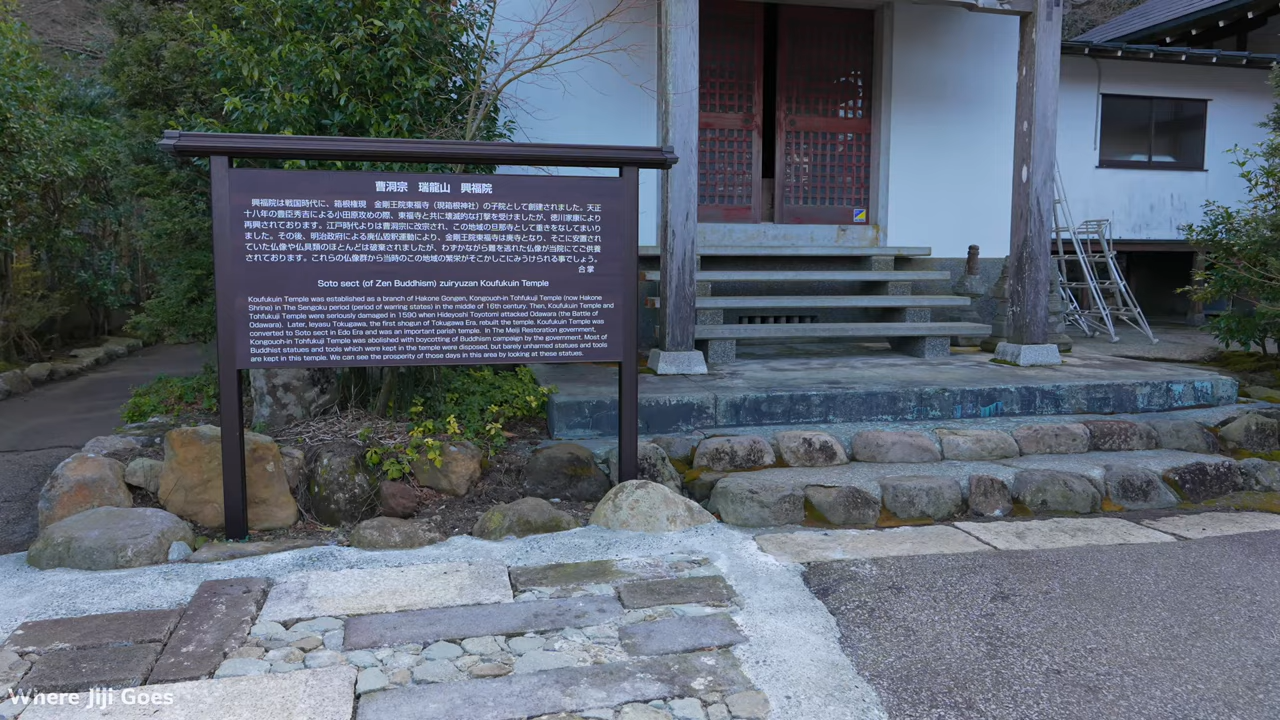 曹洞宗　瑞龍山　興福院
興福院は戦国時代に、箱根権現　金剛王院東福寺（現箱根神社）の子院として創建されました。天正
十八年の豊臣秀吉による小田原攻めの際、東福寺と共に壊滅的な打撃を受けましたが、徳川家康により
再興されております。江戸時代よりは曹洞宗に改宗され、この地域の旦那寺として重きをなしてまいり
ました。その後、明治政府による廃仏毀釈運動により、金剛王院東福寺は廃寺となり、そこに安置され
ていた仏像や仏具類のほとんどは破棄されましたが、わずかながら難を逃れた仏像が当院にてご供養
されております。これらの仏像群から当時のこの地域の繁栄がそこかしこにみうけられる事でしょう。
合掌
Soto sect (of Zen Buddhism) zuiryuzan Koufukuin Temple
Koufukuin Temple was established as a branch of Hakone Gongen, Kongouoh-in Tohfukuji Temple (now Hakone
Shrine) in The Sengoku period (period of warring states) in the middle of 16th century. Then, Koufukuin Temple and
Tohfukuji Temple were seriously damaged in 1590 when Hideyoshi Toyotomi attacked Odawara (the Battle of
Odawara). Later, Ieyasu Tokugawa, the first shogun of Tokugawa Era, rebuilt the temple. Koufukuin Temple was
converted to Soto sect in Edo Era and was an important parish temple. In The Meiji Restoration government,
Kongouoh-in Tohfukuji Temple was abolished with boycotting of Buddhism campaign by the government. Most of
Buddhist statues and tools which were kept in the temple were disposed, but barely unharmed statues and tools
are kept in this temple. We can see the prosperity of those days in this area by looking at these statues.
Where Jiji Goes